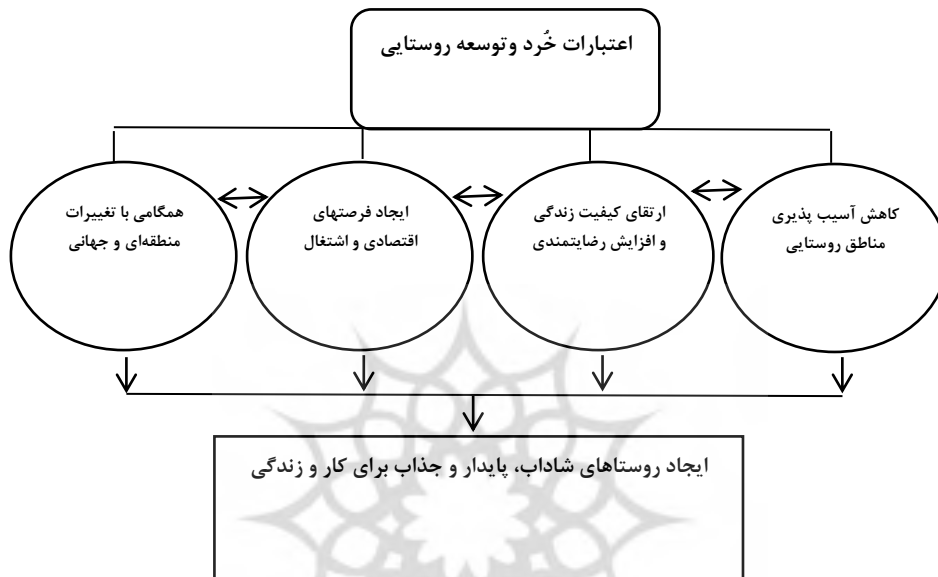 اعتبارات خُرد وتوسعه روستایی
کاهش آسیب پذیری
مناطق روستایی
ارتقای کیفیت زندگی
و افزایش رضایتمندی
ایجاد فرصتهای
اقتصادی و اشتغال
همگامی با تغییرات
منطقه‌ای و جهانی
ایجاد روستاهای شاداب، پایدار و جذاب برای کار و زندگی